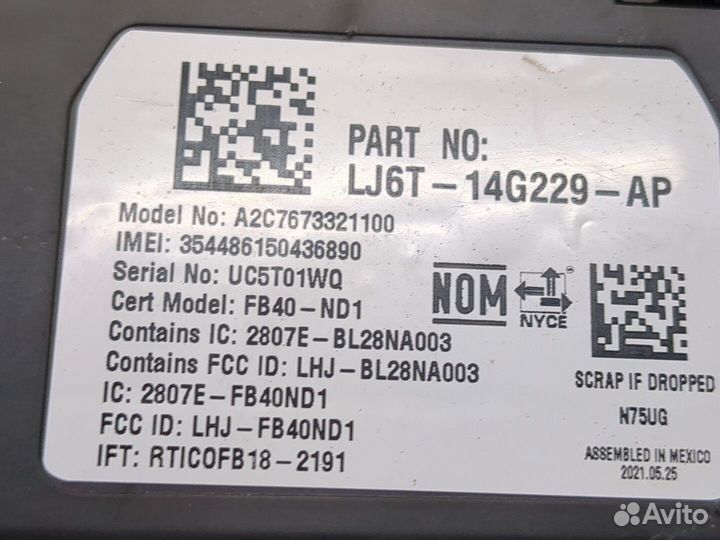 PART NO:
LJ6T-14G229-AP
Model No: A2C7673321100
IMEI: 354486150436890
Serial No: UC5T01WQ
Cert Model: FB40-ND1
Contains IC: 2807E-BL28NA003
Contains FCC ID: LHJ-BL28NA003
IC: 2807E-FB40ND1
FCC ID: LHJ-FB40ND1
IFT: RTICOFB18-2191
NOM
NYCE
SCRAP IF DROPPED
N75UG
ASSEMBLED IN MEXICO
2021.05.25
Avito